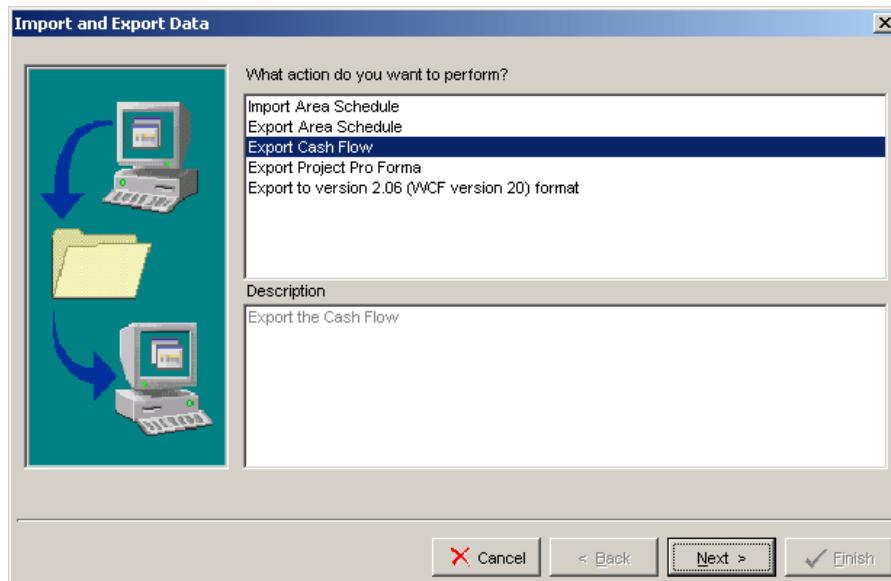 Import and Export Data
What action do you want to perform?
Import Area Schedule
Export Area Schedule
Export Cash Flow
Export Project Pro Forma
Export to version 2.06 (WCF version 20) format
Description
Export the Cash Flow
Cancel
< Back
Next >
Finish